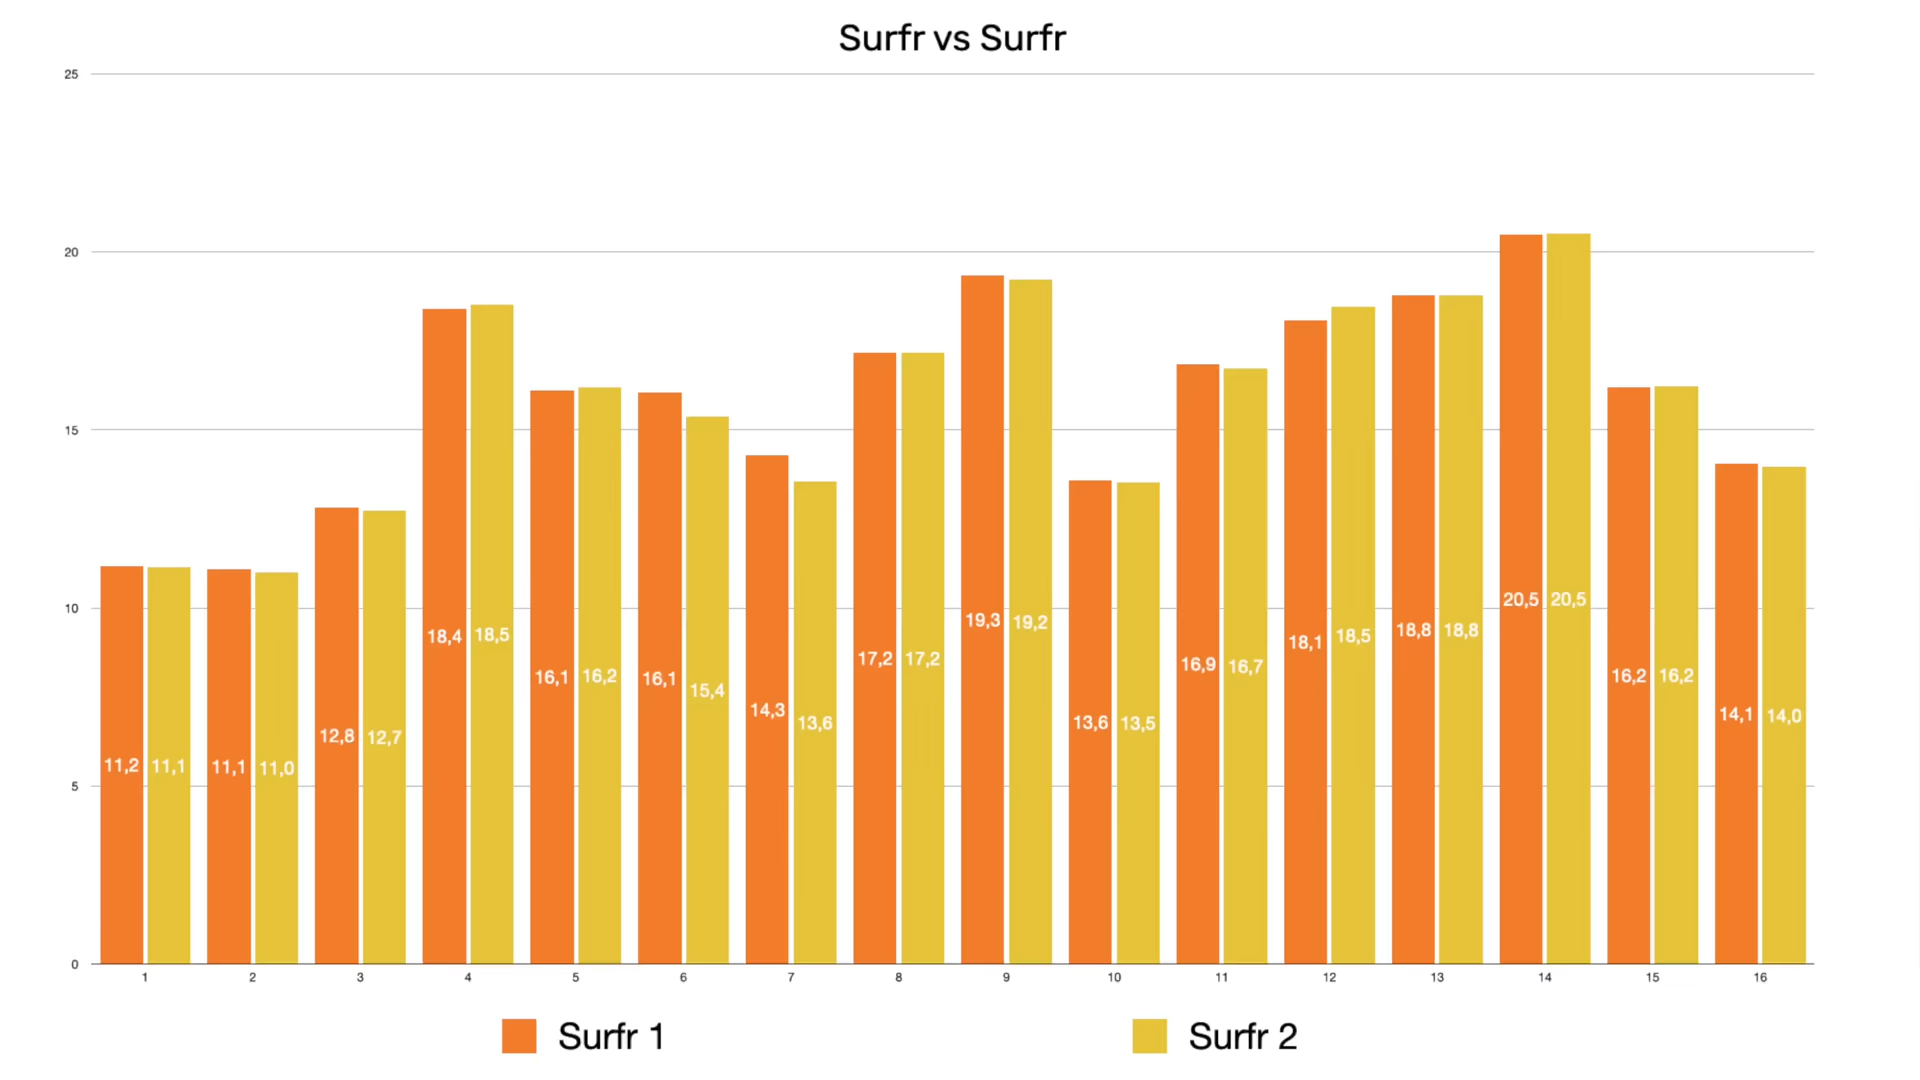 Surfr vs Surfr
25
20
15
10
5
0
11,2 11,1 11,1 11,0 12,8 12,7 18,4 18,5 16,1 16,2 16,1 15,4 14,3 13,6 17,2 17,2 19,3 19,2 13,6 13,5 16,9 16,7 18,1 18,5 18,8 18,8 20,5 20,5 16,2 16,2 14,1 14,0
1 2 3 4 5 6 7 8 9 10 11 12 13 14 15 16
Surfr 1 Surfr 2